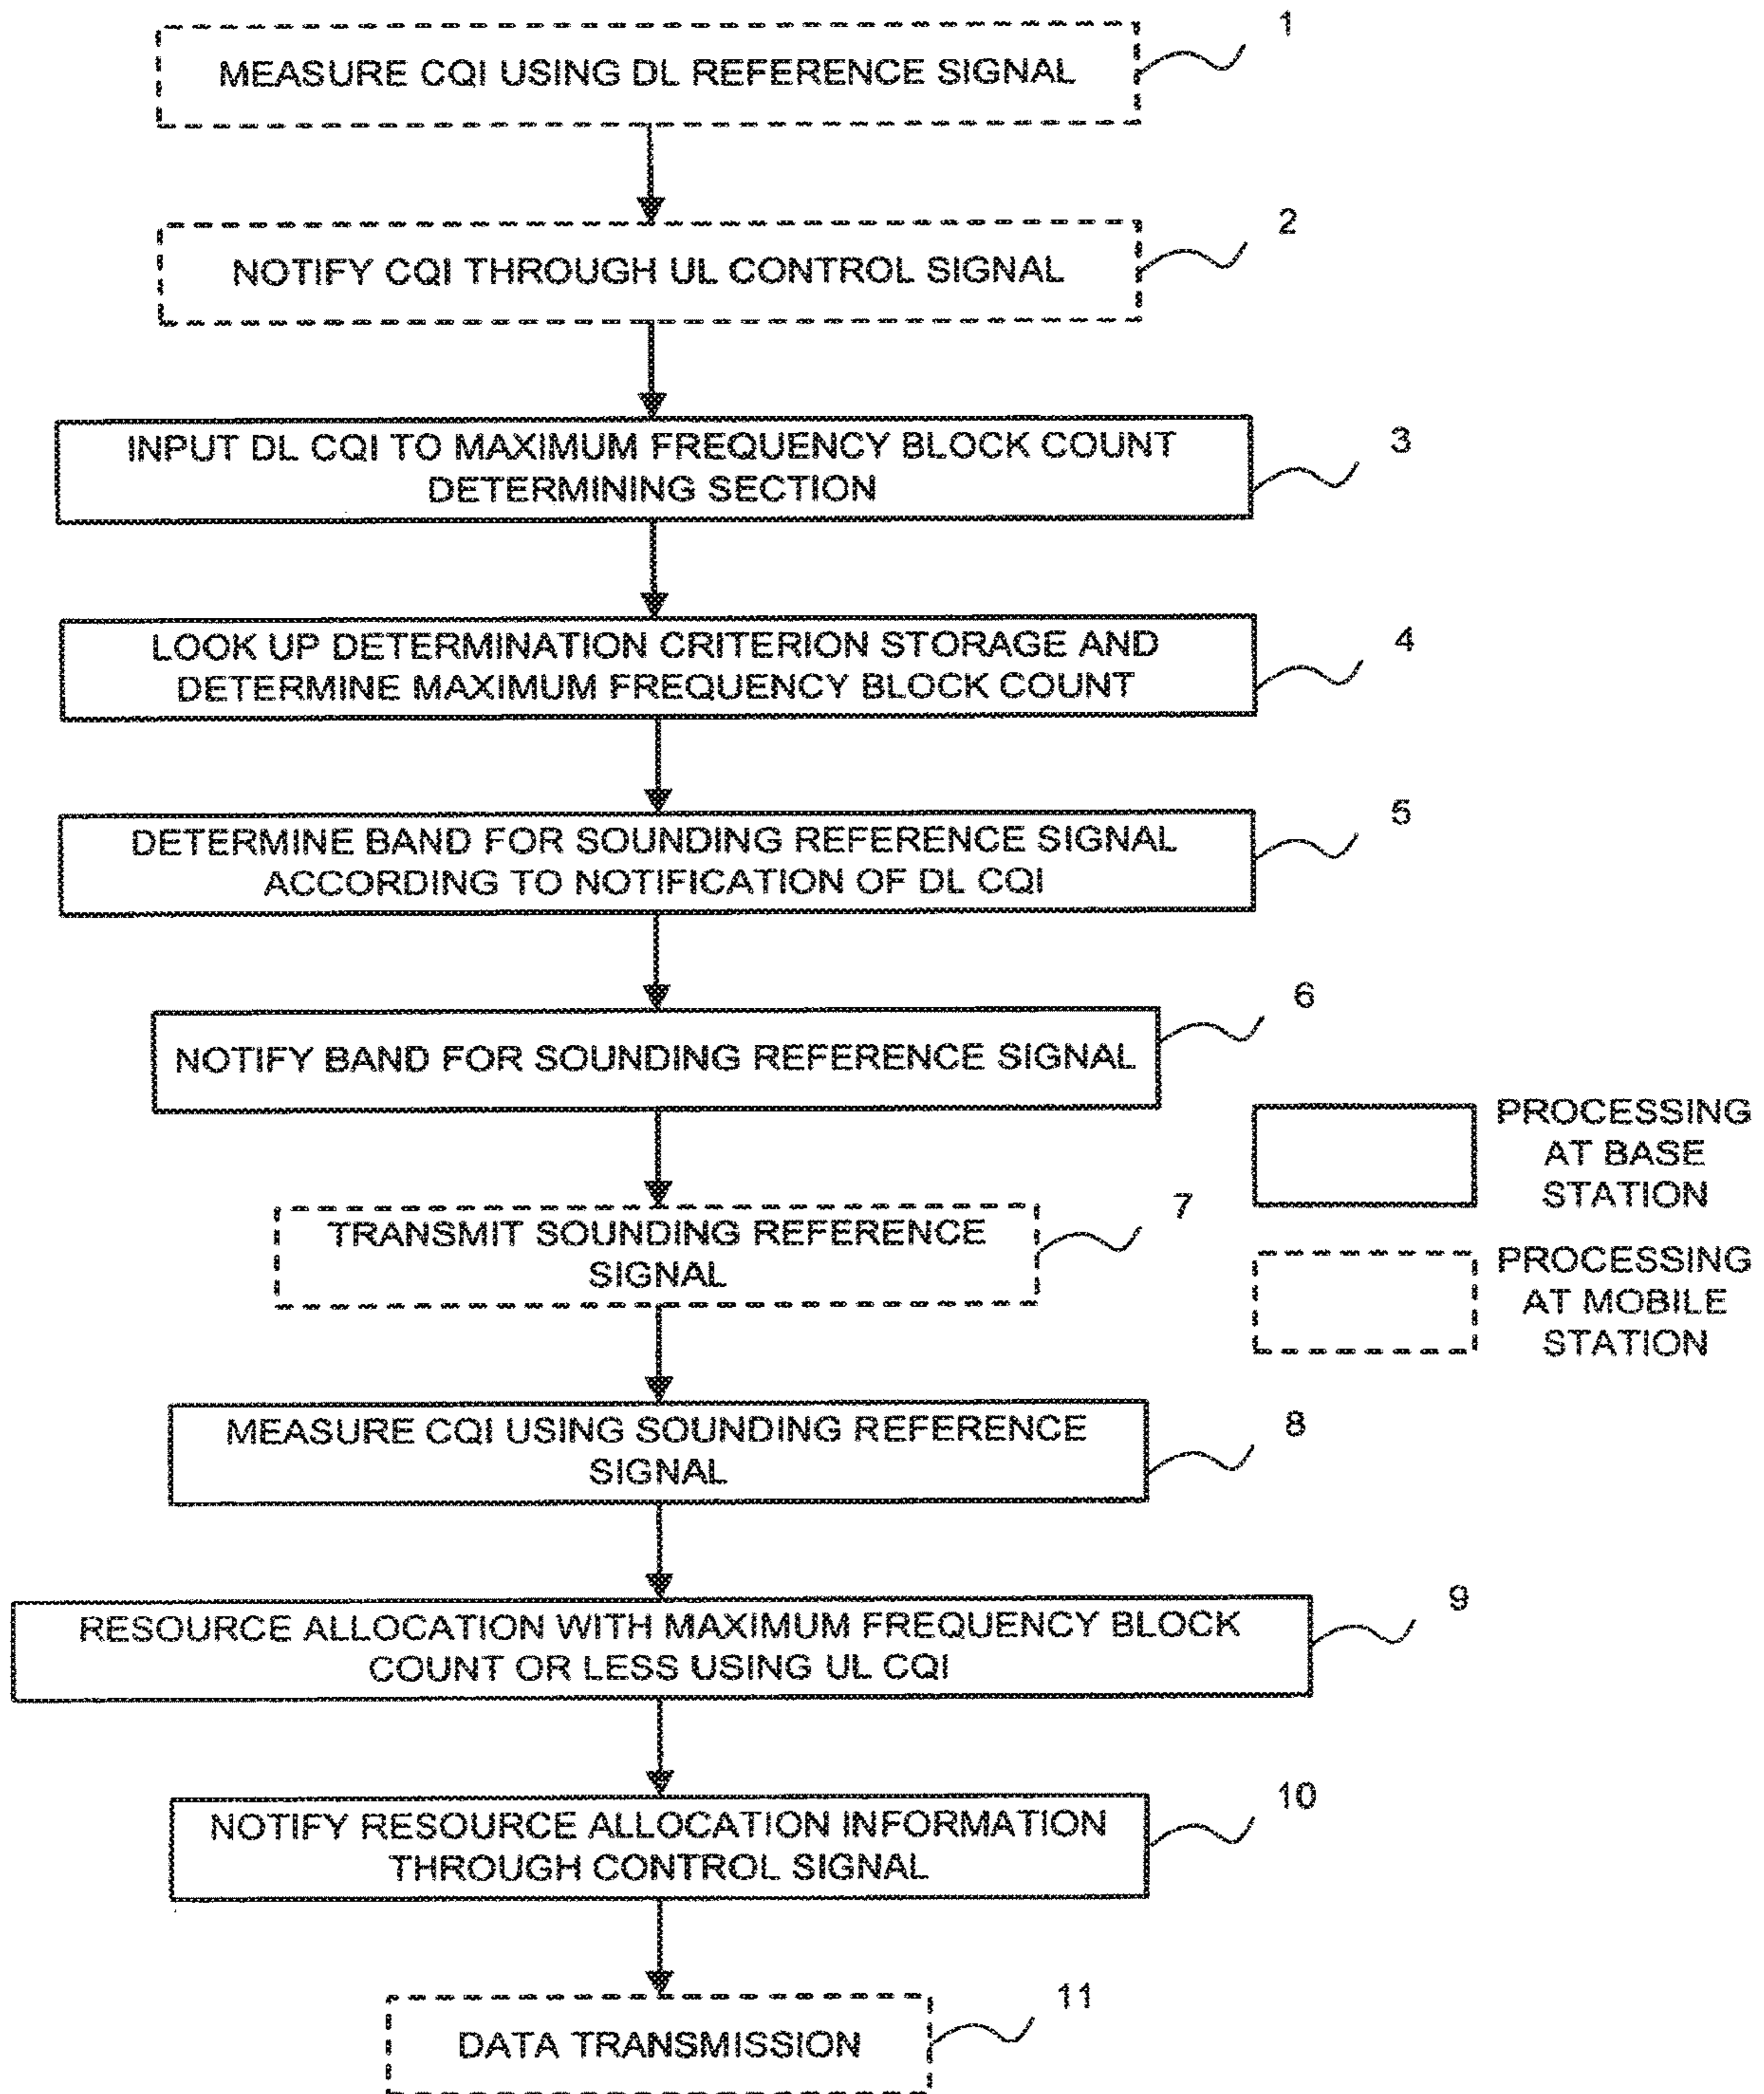 1
MEASURE CQI USING DL REFERENCE SIGNAL
2
NOTIFY CQI THROUGH UL CONTROL SIGNAL
3
INPUT DL CQI TO MAXIMUM FREQUENCY BLOCK COUNT
DETERMINING SECTION
4
LOOK UP DETERMINATION CRITERION STORAGE AND
DETERMINE MAXIMUM FREQUENCY BLOCK COUNT
5
DETERMINE BAND FOR SOUNDING REFERENCE SIGNAL
ACCORDING TO NOTIFICATION OF DL CQI
6
NOTIFY BAND FOR SOUNDING REFERENCE SIGNAL
PROCESSING
AT BASE
STATION
7
TRANSMIT SOUNDING REFERENCE
SIGNAL
PROCESSING
AT MOBILE
STATION
8
MEASURE CQI USING SOUNDING REFERENCE
SIGNAL
9
RESOURCE ALLOCATION WITH MAXIMUM FREQUENCY BLOCK
COUNT OR LESS USING UL CQI
10
NOTIFY RESOURCE ALLOCATION INFORMATION
THROUGH CONTROL SIGNAL
11
DATA TRANSMISSION